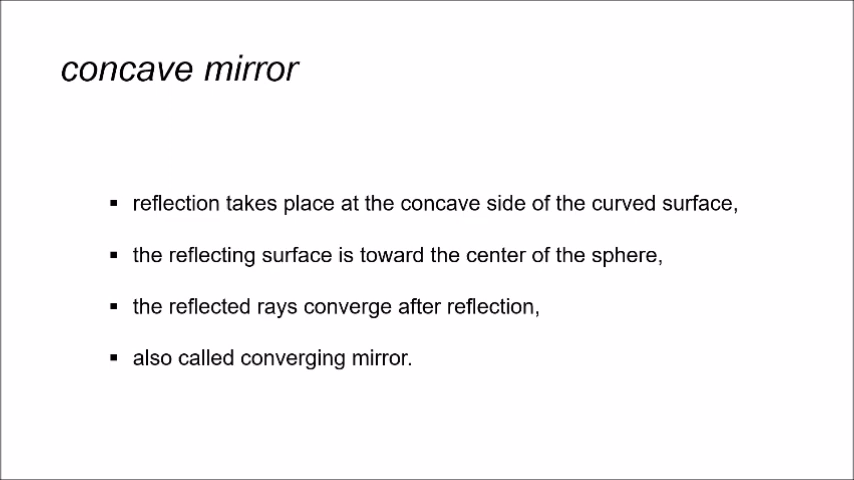 concave mirror
▪ reflection takes place at the concave side of the curved surface,
▪ the reflecting surface is toward the center of the sphere,
▪ the reflected rays converge after reflection,
▪ also called converging mirror.